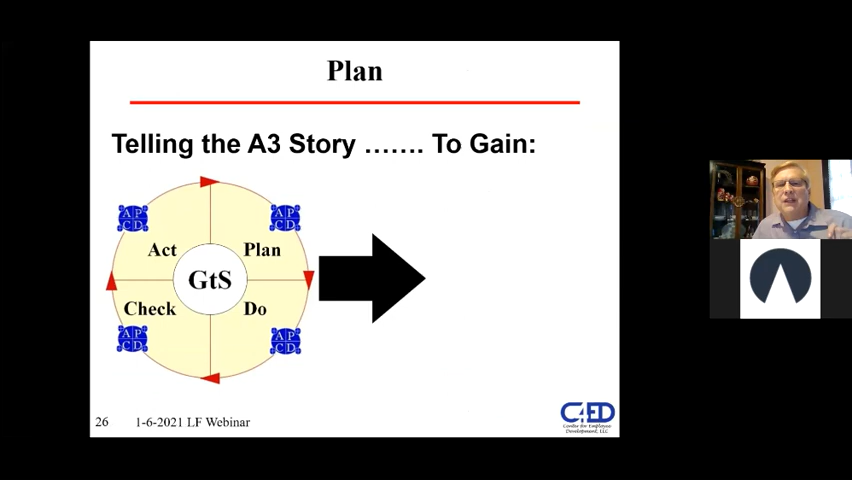 Plan
Telling the A3 Story ....... To Gain:
A P
C D
A P
C D
Act
Plan
GtS
Check
Do
A P
C D
A P
C D
26
1-6-2021 LF Webinar
C4ED
Center for Employee
Development, LLC